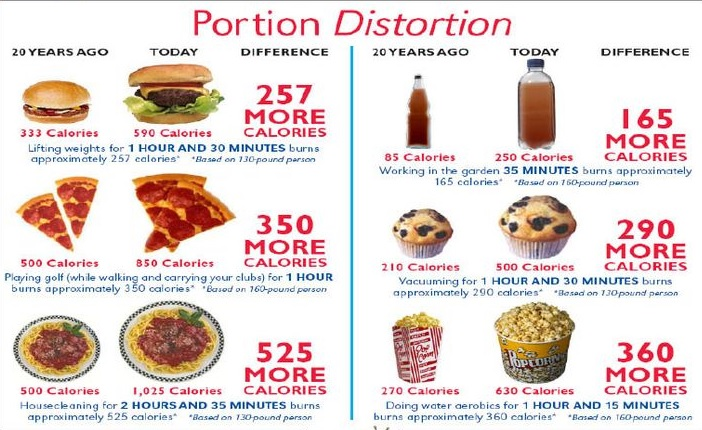 Portion Distortion
20 YEARS AGO TODAY DIFFERENCE
333 Calories 590 Calories
257
MORE
CALORIES
Lifting weights for 1 HOUR AND 30 MINUTES burns
approximately 257 calories* *Based on 130-pound person
500 Calories 850 Calories
350
MORE
CALORIES
Playing golf (while walking and carrying your clubs) for 1 HOUR
burns approximately 350 calories* *Based on 160-pound person
500 Calories 1,025 Calories
525
MORE
CALORIES
Housecleaning for 2 HOURS AND 35 MINUTES burns
approximately 525 calories* *Based on 130-pound person
20 YEARS AGO TODAY DIFFERENCE
85 Calories 250 Calories
165
MORE
CALORIES
Working in the garden 35 MINUTES burns approximately
165 calories* *Based on 160-pound person
210 Calories 500 Calories
290
MORE
CALORIES
Vacuuming for 1 HOUR AND 30 MINUTES burns
approximately 290 calories* *Based on 130-pound person
Pop
Corn
POPCORN
270 Calories 630 Calories
360
MORE
CALORIES
Doing water aerobics for 1 HOUR AND 15 MINUTES
burns approximately 360 calories* *Based on 160-pound person